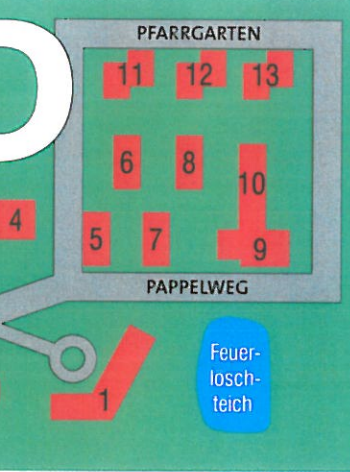 PFARRGARTEN
11 12 13
6 8 10
4 5 7 9
PAPPELWEG
1
Feuer-
losch-
teich